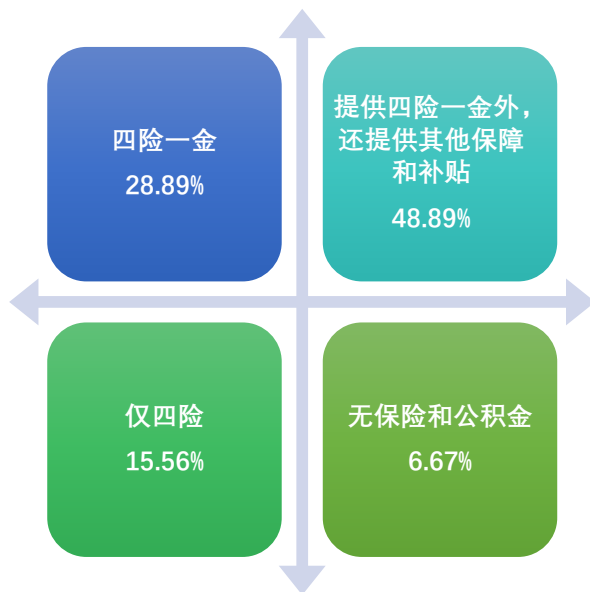 四险一金
28.89%
提供四险一金外，
还提供其他保障
和补贴
48.89%
仅四险
15.56%
无保险和公积金
6.67%